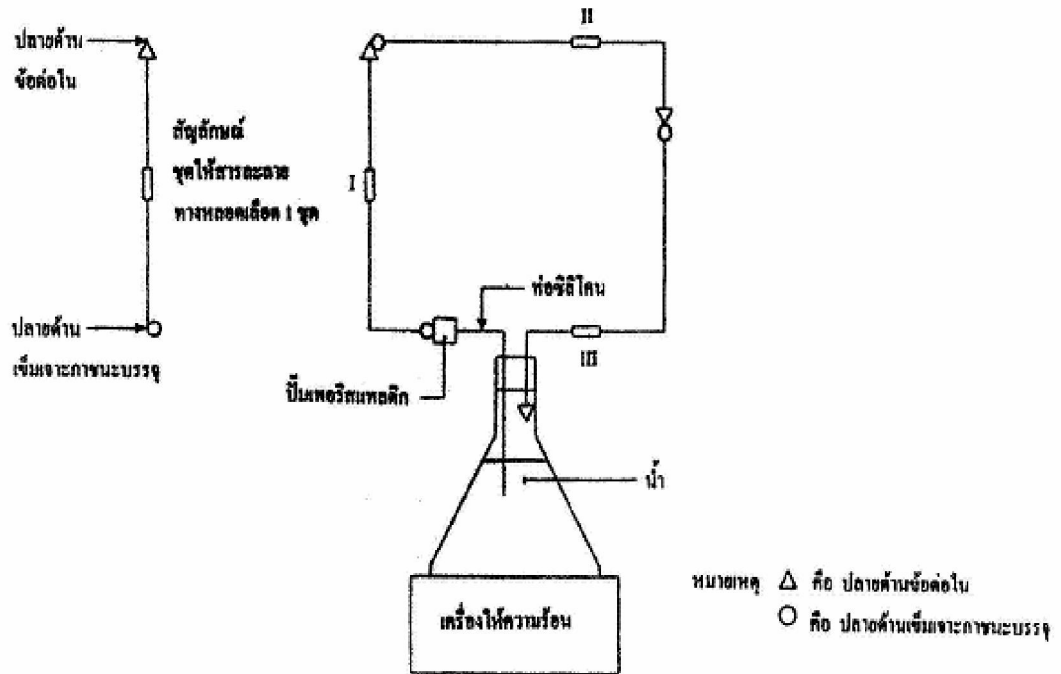 ปลายด้าน
ข้อต่อใน
สัญลักษณ์
ชุดให้สารละลาย
ทางหลอดเลือด 1 ชุด
ปลายด้าน
เข็มเจาะภาชนะบรรจุ
II
I
ท่อซิลิโคน
III
ปั๊มเพอริสแทลติก
น้ำ
เครื่องให้ความร้อน
หมายเหตุ △ คือ ปลายด้านข้อต่อใน
○ คือ ปลายด้านเข็มเจาะภาชนะบรรจุ